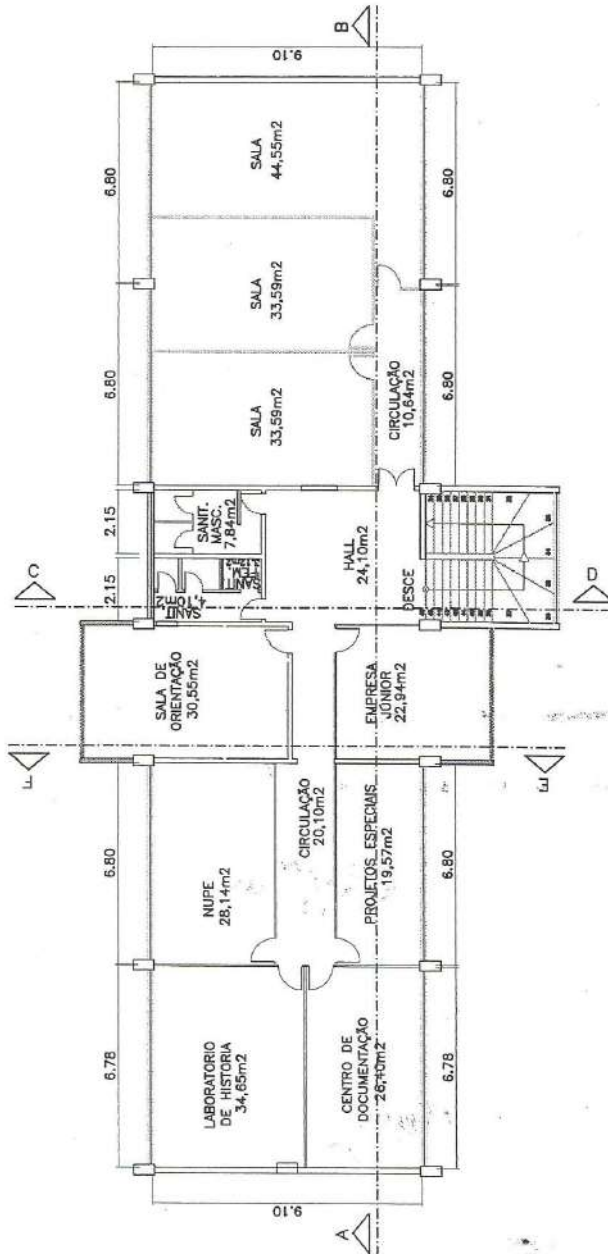 B
9.10
6.80
6.80
SALA
44,55m2
SALA
33,59m2
SALA
33,59m2
CIRCULAÇÃO
10,64m2
6.80
6.80
2.15
2.15
SANIT.
MASC.
7,84m2
SANIT
4,10m2
HALL
24,10m2
DESCE
C
D
SALA DE
ORIENTAÇÃO
30,55m2
EMPRESA
JÚNIOR
22,94m2
F
E
6.80
NUPE
28,14m2
CIRCULAÇÃO
20,10m2
PROJETOS ESPECIAIS
19,57m2
6.80
6.78
LABORATORIO
DE HISTORIA
34,65m2
CENTRO DE
DOCUMENTAÇÃO
26,40m2
6.78
9.10
A